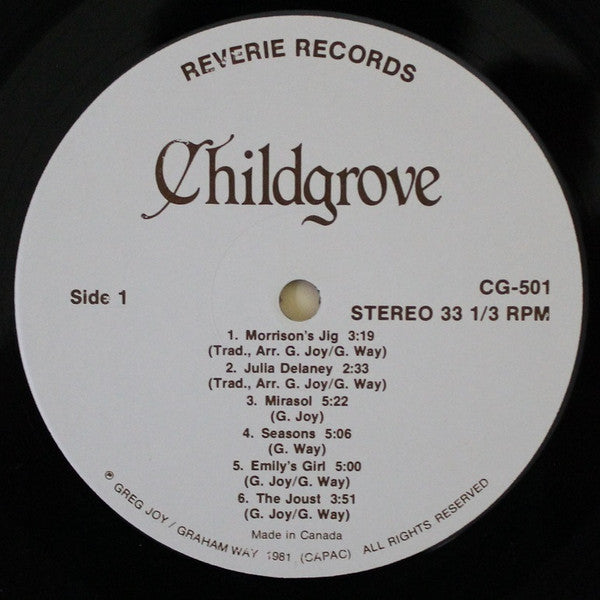 REVERIE RECORDS
Childgrove
Side 1
CG-501
STEREO 33 1/3 RPM
1. Morrison's Jig 3:19
(Trad., Arr. G. Joy/G. Way)
2. Julia Delaney 2:33
(Trad., Arr. G. Joy/G. Way)
3. Mirasol 5:22
(G. Joy)
4. Seasons 5:06
(G. Way)
5. Emily's Girl 5:00
(G. Joy/G. Way)
6. The Joust 3:51
(G. Joy/G. Way)
Made in Canada
℗ GREG JOY / GRAHAM WAY 1981 (CAPAC) ALL RIGHTS RESERVED